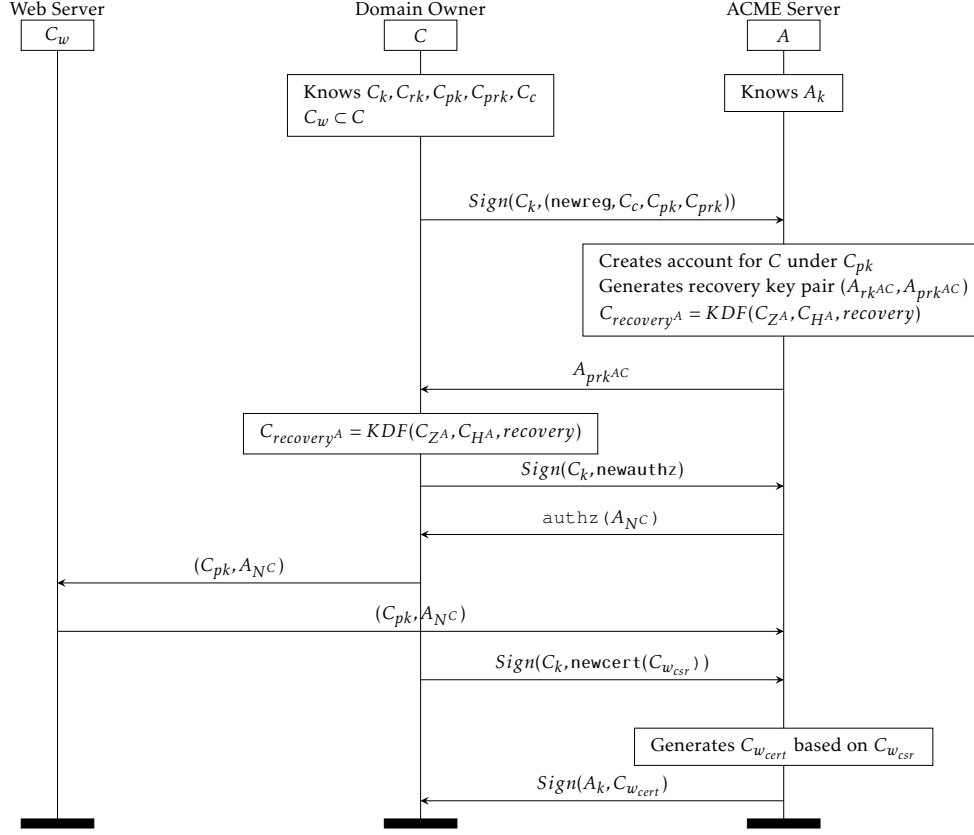 Web Server Domain Owner ACME Server
C_w C A
Knows C_k, C_rk, C_pk, C_prk, C_c
C_w ⊂ C
Knows A_k
Sign(C_k,(newreg,C_c,C_pk,C_prk))
Creates account for C under C_pk
Generates recovery key pair (A_rk^AC, A_prk^AC)
C_recovery^A = KDF(C_Z^A, C_H^A, recovery)
A_prk^AC
C_recovery^A = KDF(C_Z^A, C_H^A, recovery)
Sign(C_k,newauthz)
authz(A_N^C)
(C_pk, A_N^C)
(C_pk, A_N^C)
Sign(C_k,newcert(C_w_csr))
Generates C_w_cert based on C_w_csr
Sign(A_k, C_w_cert)